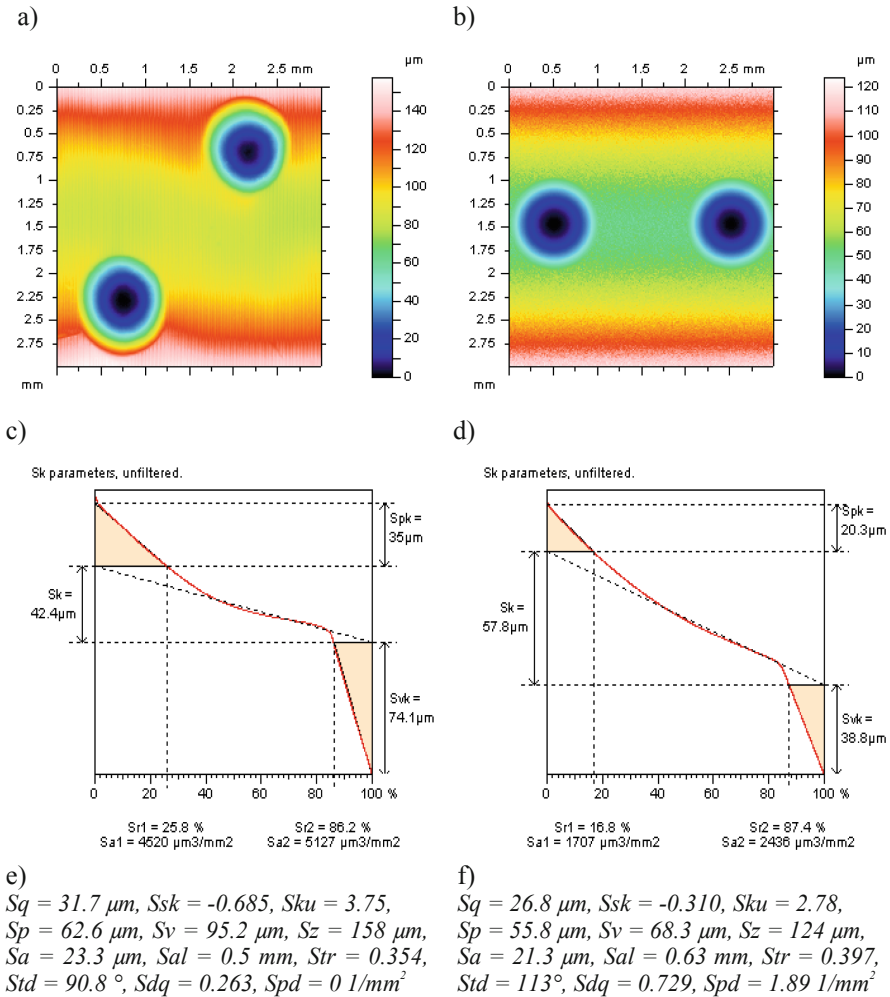 a)
b)
0 0.5 1 1.5 2 2.5 mm
µm
0
0.25
0.5
0.75
1
1.25
1.5
1.75
2
2.25
2.5
2.75
mm
140
120
100
80
60
40
20
0
0 0.5 1 1.5 2 2.5 mm
µm
0
0.25
0.5
0.75
1
1.25
1.5
1.75
2
2.25
2.5
2.75
mm
120
110
100
90
80
70
60
50
40
30
20
10
0
c)
d)
Sk parameters, unfiltered.
Spk =
35µm
Sk =
42.4µm
Svk =
74.1µm
0 20 40 60 80 100 %
Sr1 = 25.8 % Sr2 = 86.2 %
Sa1 = 4520 µm3/mm2 Sa2 = 5127 µm3/mm2
Sk parameters, unfiltered.
Spk =
20.3µm
Sk =
57.8µm
Svk =
38.8µm
0 20 40 60 80 100 %
Sr1 = 16.8 % Sr2 = 87.4 %
Sa1 = 1707 µm3/mm2 Sa2 = 2436 µm3/mm2
e)
Sq = 31.7 µm, Ssk = -0.685, Sku = 3.75,
Sp = 62.6 µm, Sv = 95.2 µm, Sz = 158 µm,
Sa = 23.3 µm, Sal = 0.5 mm, Str = 0.354,
Std = 90.8 °, Sdq = 0.263, Spd = 0 1/mm²
f)
Sq = 26.8 µm, Ssk = -0.310, Sku = 2.78,
Sp = 55.8 µm, Sv = 68.3 µm, Sz = 124 µm,
Sa = 21.3 µm, Sal = 0.63 mm, Str = 0.397,
Std = 113°, Sdq = 0.729, Spd = 1.89 1/mm²